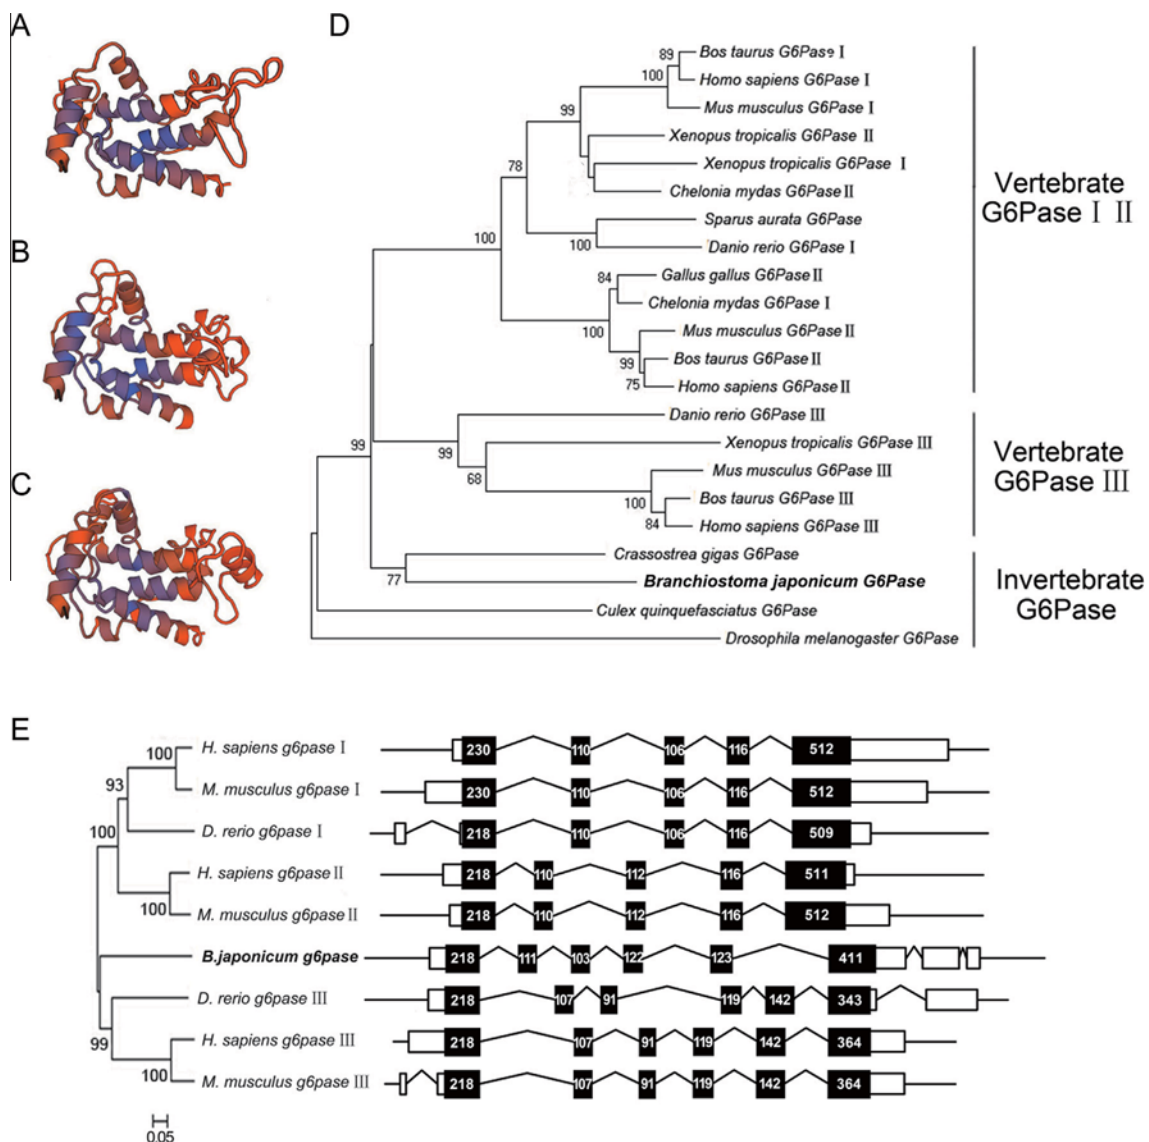 A
B
C
D
89
100
99
78
100
100
84
100
99
75
99
99
68
100
84
77
Bos taurus G6Pase I
Homo sapiens G6Pase I
Mus musculus G6Pase I
Xenopus tropicalis G6Pase II
Xenopus tropicalis G6Pase I
Chelonia mydas G6Pase II
Sparus aurata G6Pase
Danio rerio G6Pase I
Gallus gallus G6Pase II
Chelonia mydas G6Pase I
Mus musculus G6Pase II
Bos taurus G6Pase II
Homo sapiens G6Pase II
Danio rerio G6Pase III
Xenopus tropicalis G6Pase III
Mus musculus G6Pase III
Bos taurus G6Pase III
Homo sapiens G6Pase III
Crassostrea gigas G6Pase
Branchiostoma japonicum G6Pase
Culex quinquefasciatus G6Pase
Drosophila melanogaster G6Pase
Vertebrate
G6Pase I II
Vertebrate
G6Pase III
Invertebrate
G6Pase
E
100
93
100
100
99
100
0.05
H. sapiens g6pase I 230 110 106 116 512
M. musculus g6pase I 230 110 106 116 512
D. rerio g6pase I 218 110 106 116 509
H. sapiens g6pase II 218 110 112 116 511
M. musculus g6pase II 218 110 112 116 512
B.japonicum g6pase 218 111 103 122 123 411
D. rerio g6pase III 218 107 91 119 142 343
H. sapiens g6pase III 218 107 91 119 142 364
M. musculus g6pase III 218 107 91 119 142 364